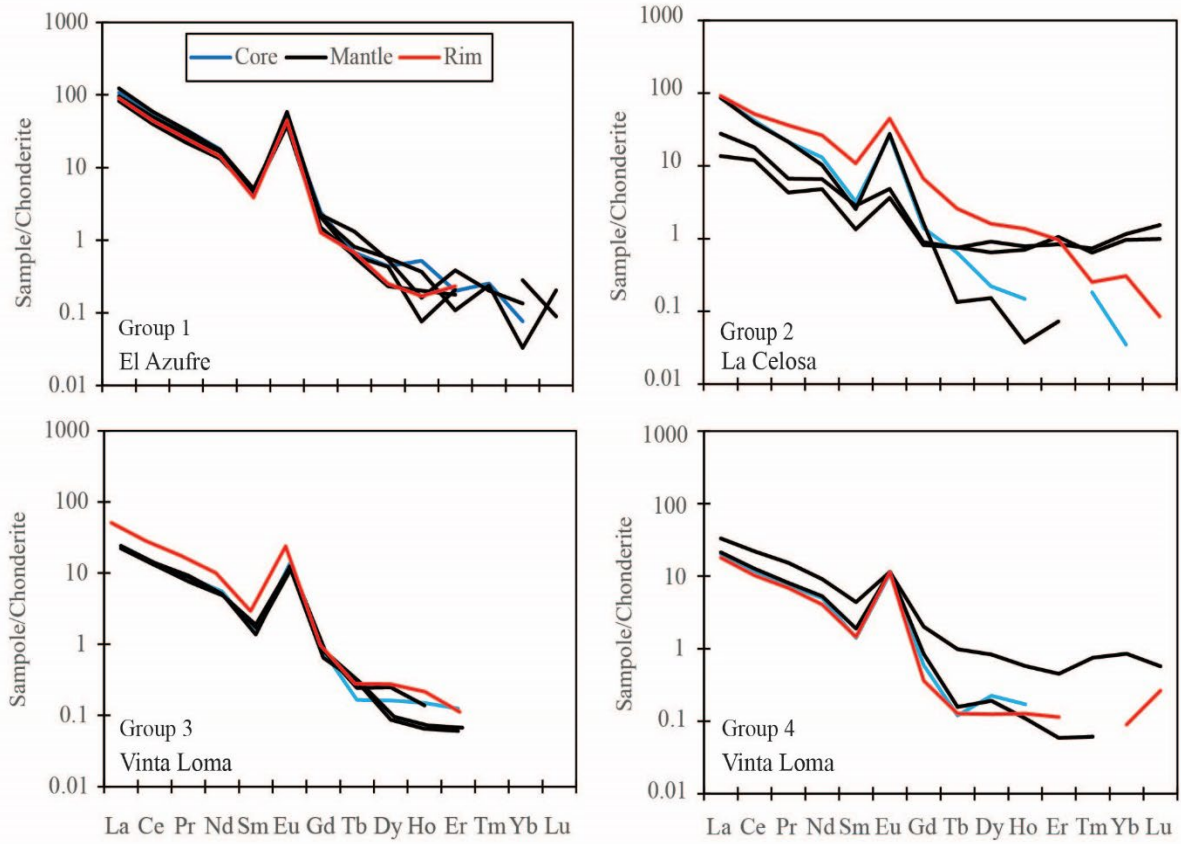 1000
100
10
1
0.1
0.01
Sample/Chonderite
Core Mantle Rim
Group 1
El Azufre
1000
100
10
1
0.1
0.01
Sample/Chonderite
Group 2
La Celosa
1000
100
10
1
0.1
0.01
Sampole/Chonderite
Group 3
Vinta Loma
La Ce Pr Nd Sm Eu Gd Tb Dy Ho Er Tm Yb Lu
1000
100
10
1
0.1
0.01
Sampole/Chonderite
Group 4
Vinta Loma
La Ce Pr Nd Sm Eu Gd Tb Dy Ho Er Tm Yb Lu